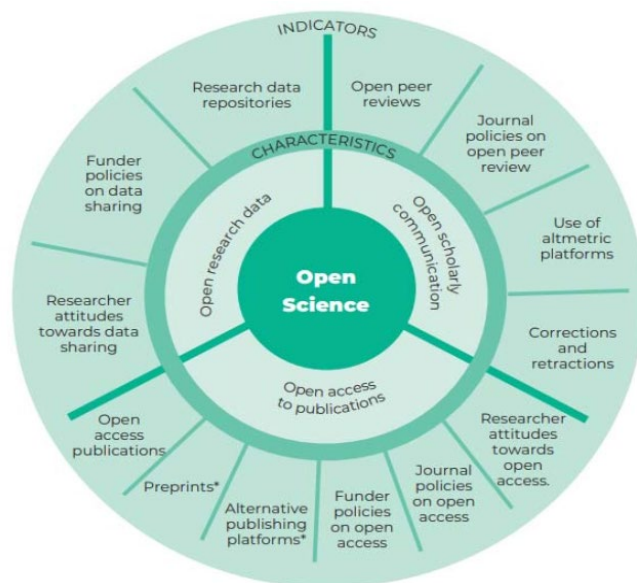 INDICATORS
Research data
repositories
Open peer
reviews
Journal
policies on
open peer
review
Funder
policies
on data
sharing
CHARACTERISTICS
Open research data
Open scholarly
communication
Use of
altmetric
platforms
Open
Science
Researcher
attitudes
towards data
sharing
Corrections
and
retractions
Open access
to publications
Open
access
publications
Researcher
attitudes
towards
open
access.
Preprints*
Alternative
publishing
platforms*
Funder
policies
on open
access
Journal
policies
on open
access